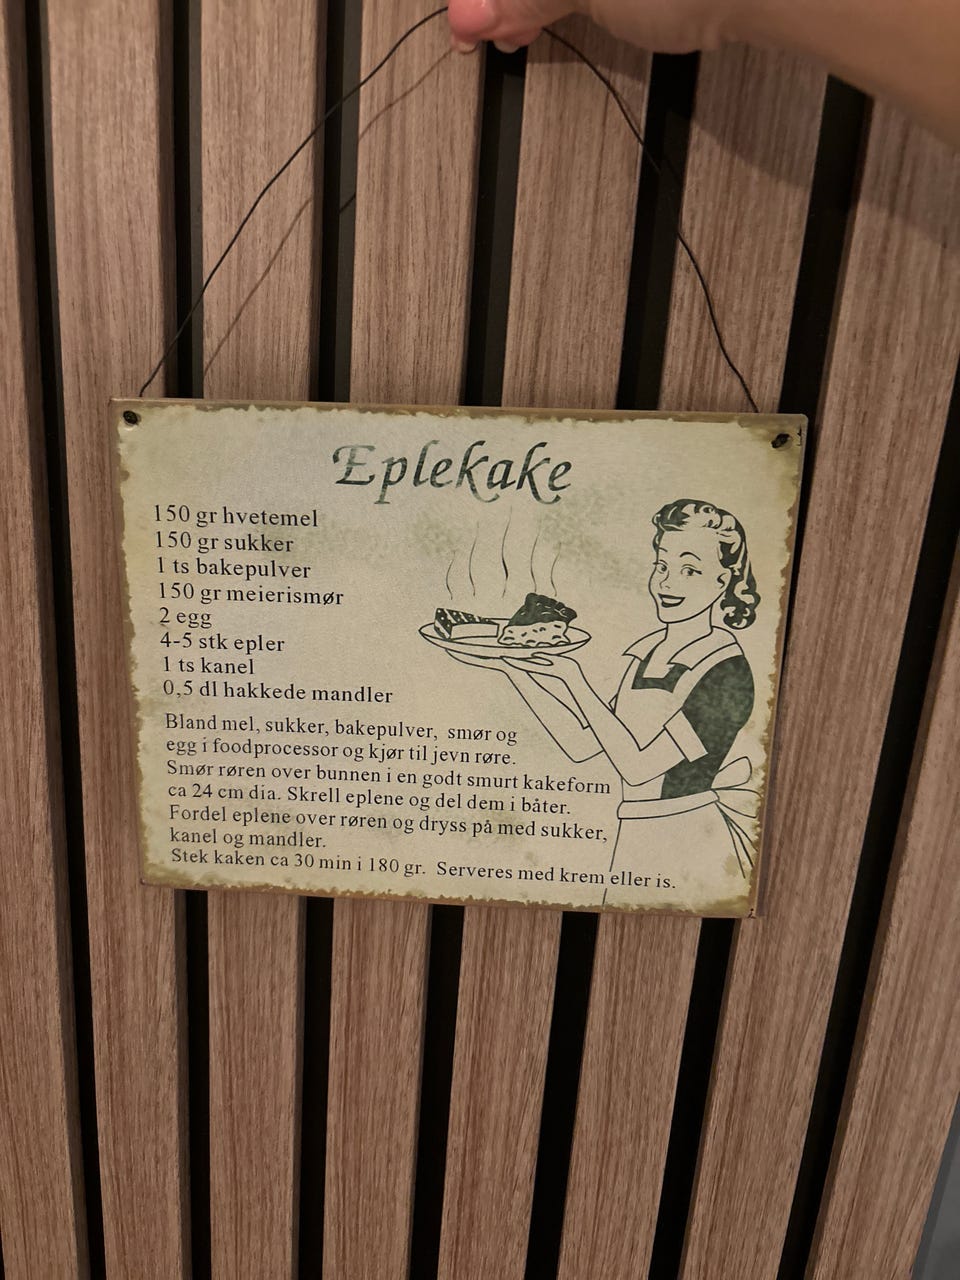 Eplekake
150 gr hvetemel
150 gr sukker
1 ts bakepulver
150 gr meierismør
2 egg
4-5 stk epler
1 ts kanel
0,5 dl hakkede mandler
Bland mel, sukker, bakepulver, smør og
egg i foodprocessor og kjør til jevn røre.
Smør røren over bunnen i en godt smurt kakeform
ca 24 cm dia. Skrell eplene og del dem i båter.
Fordel eplene over røren og dryss på med sukker,
kanel og mandler.
Stek kaken ca 30 min i 180 gr. Serveres med krem eller is.